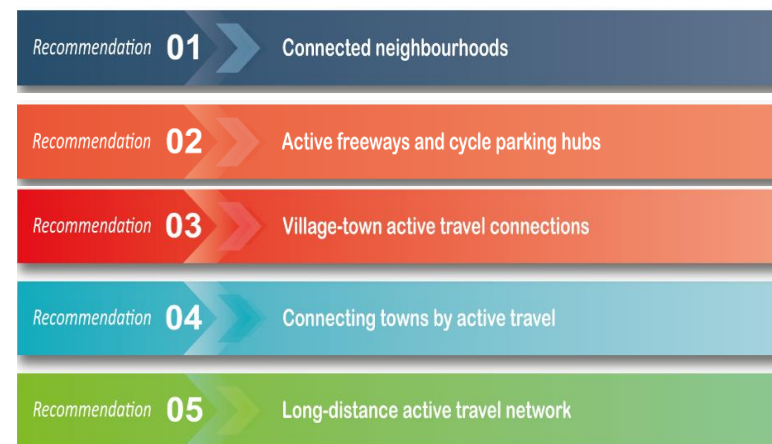 Recommendation 01 Connected neighbourhoods
Recommendation 02 Active freeways and cycle parking hubs
Recommendation 03 Village-town active travel connections
Recommendation 04 Connecting towns by active travel
Recommendation 05 Long-distance active travel network